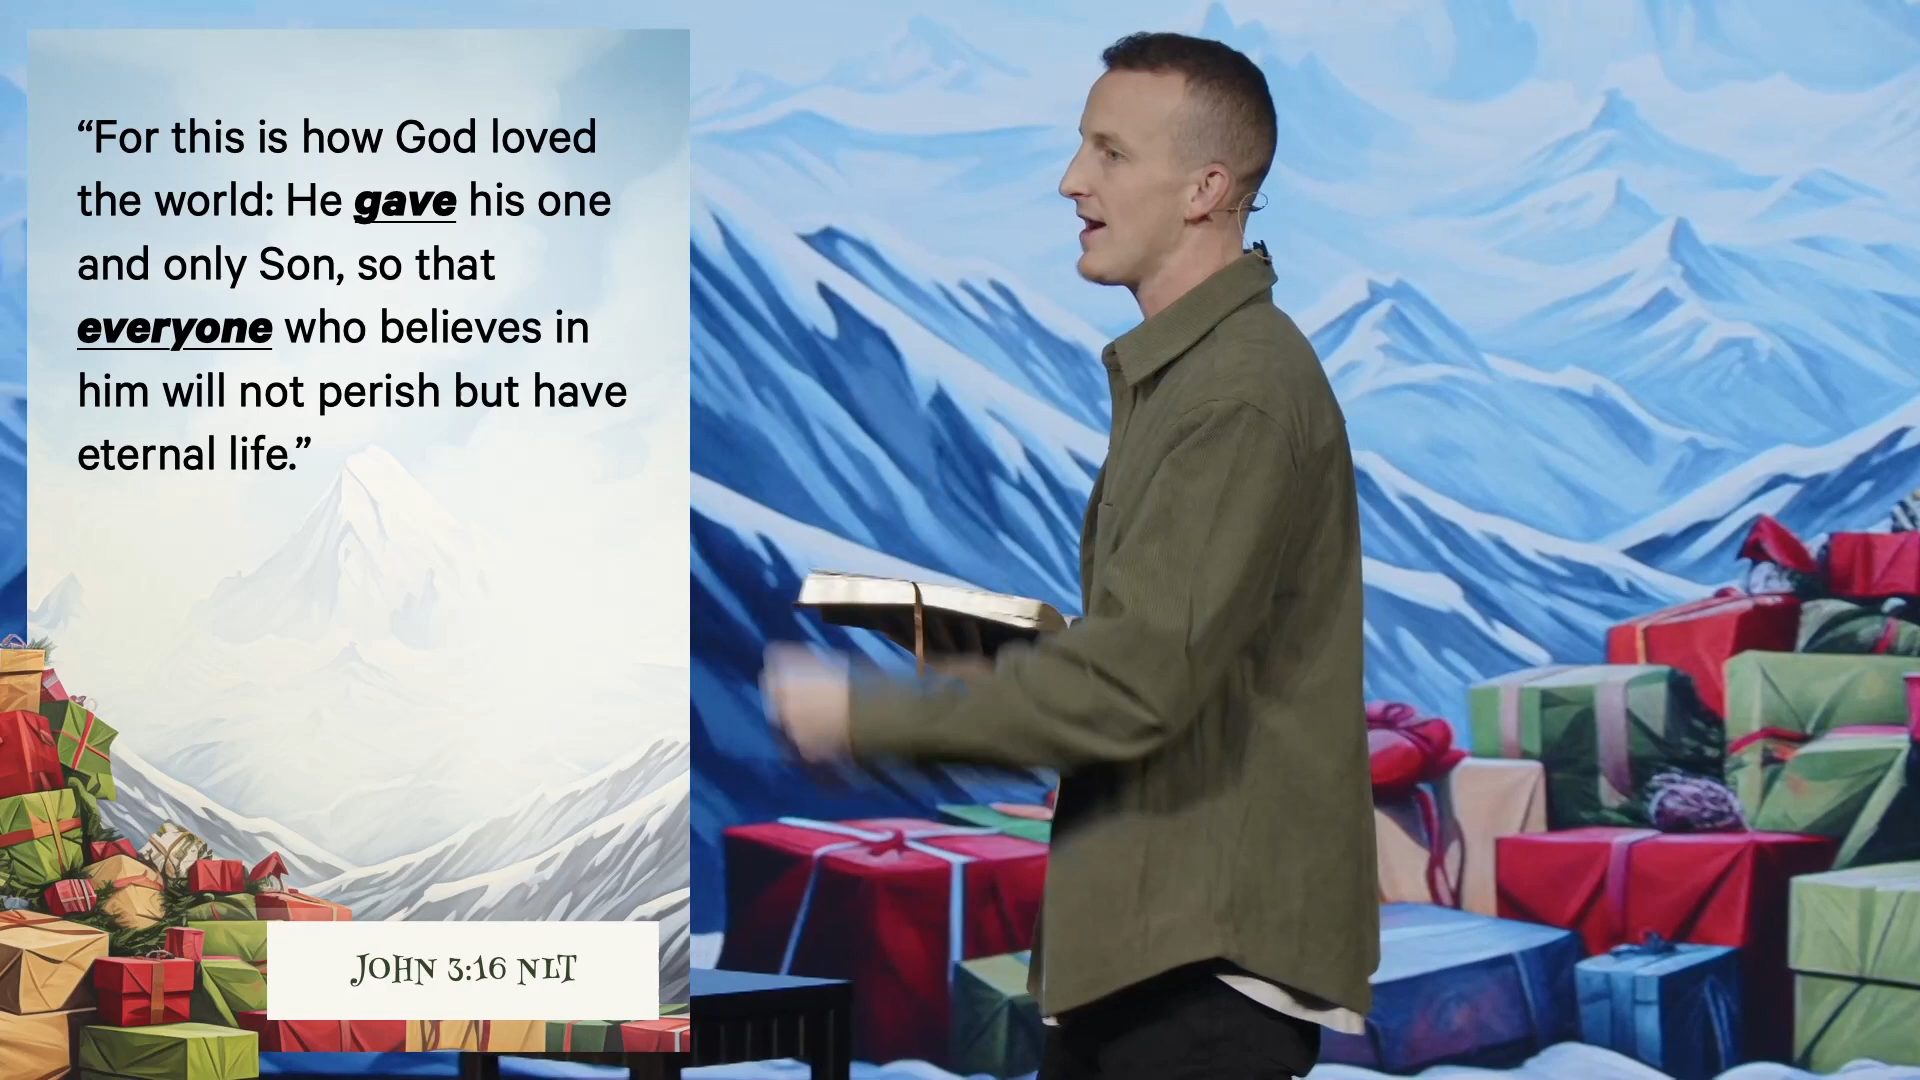 “For this is how God loved
the world: He gave his one
and only Son, so that
everyone who believes in
him will not perish but have
eternal life.”
JOHN 3:16 NLT